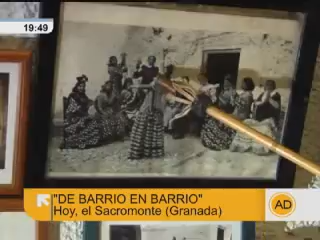 19:49
"DE BARRIO EN BARRIO"
Hoy, el Sacromonte (Granada)
AD